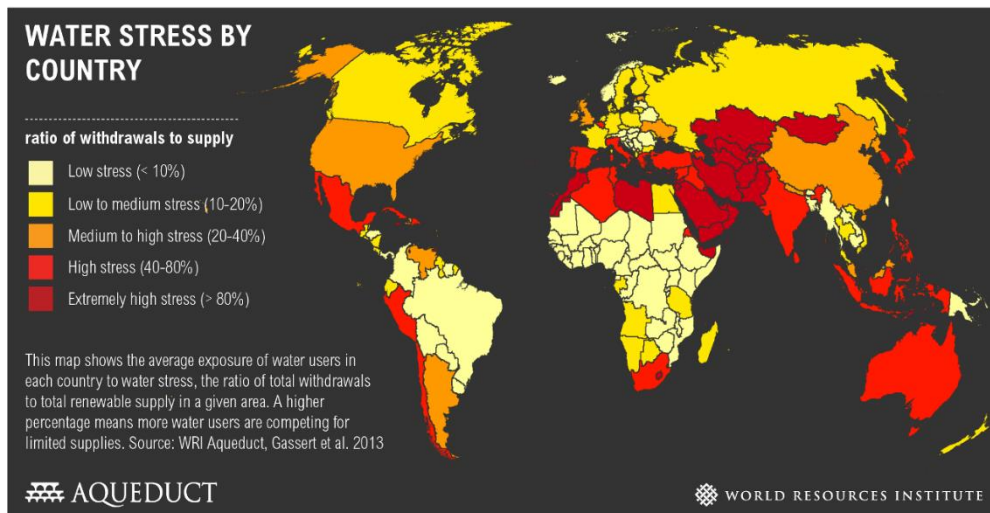 WATER STRESS BY
COUNTRY
ratio of withdrawals to supply
Low stress (< 10%)
Low to medium stress (10-20%)
Medium to high stress (20-40%)
High stress (40-80%)
Extremely high stress (> 80%)
This map shows the average exposure of water users in
each country to water stress, the ratio of total withdrawals
to total renewable supply in a given area. A higher
percentage means more water users are competing for
limited supplies. Source: WRI Aqueduct, Gassert et al. 2013
AQUEDUCT
WORLD RESOURCES INSTITUTE